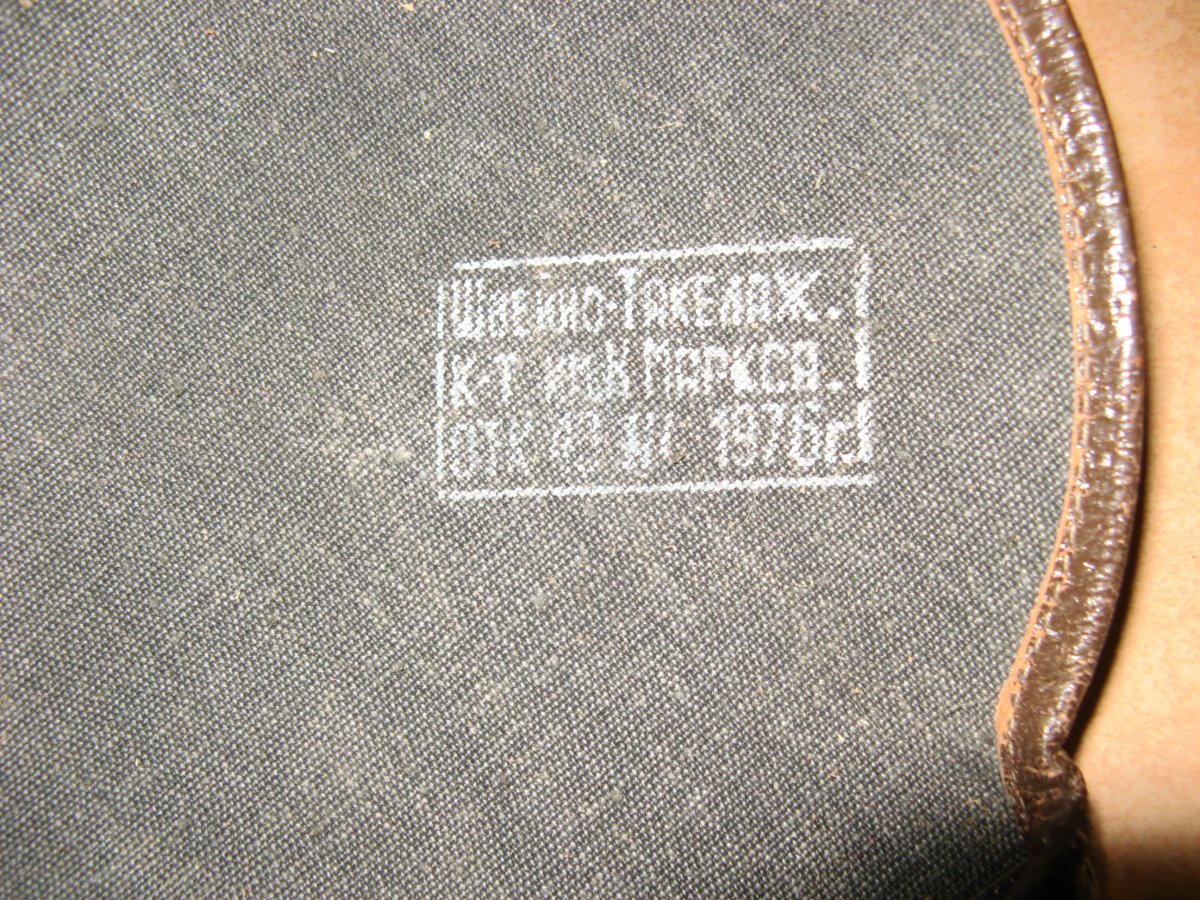 Швейно-Такелаж.
К-Т им.К.Маркса.
ОТК 1976г.